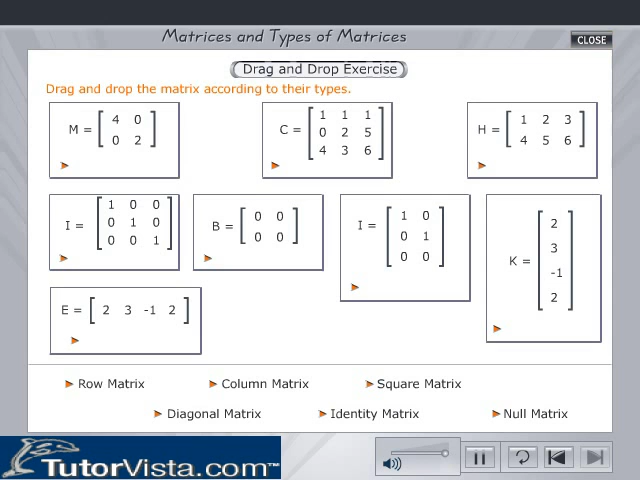 Matrices and Types of Matrices
CLOSE
Drag and Drop Exercise
Drag and drop the matrix according to their types.
M = [ 4 0
0 2 ]
C = [ 1 1 1
0 2 5
4 3 6 ]
H = [ 1 2 3
4 5 6 ]
I = [ 1 0 0
0 1 0
0 0 1 ]
B = [ 0 0
0 0 ]
I = [ 1 0
0 1
0 0 ]
K = [ 2
3
-1
2 ]
E = [ 2 3 -1 2 ]
Row Matrix
Column Matrix
Square Matrix
Diagonal Matrix
Identity Matrix
Null Matrix
TutorVista.com™